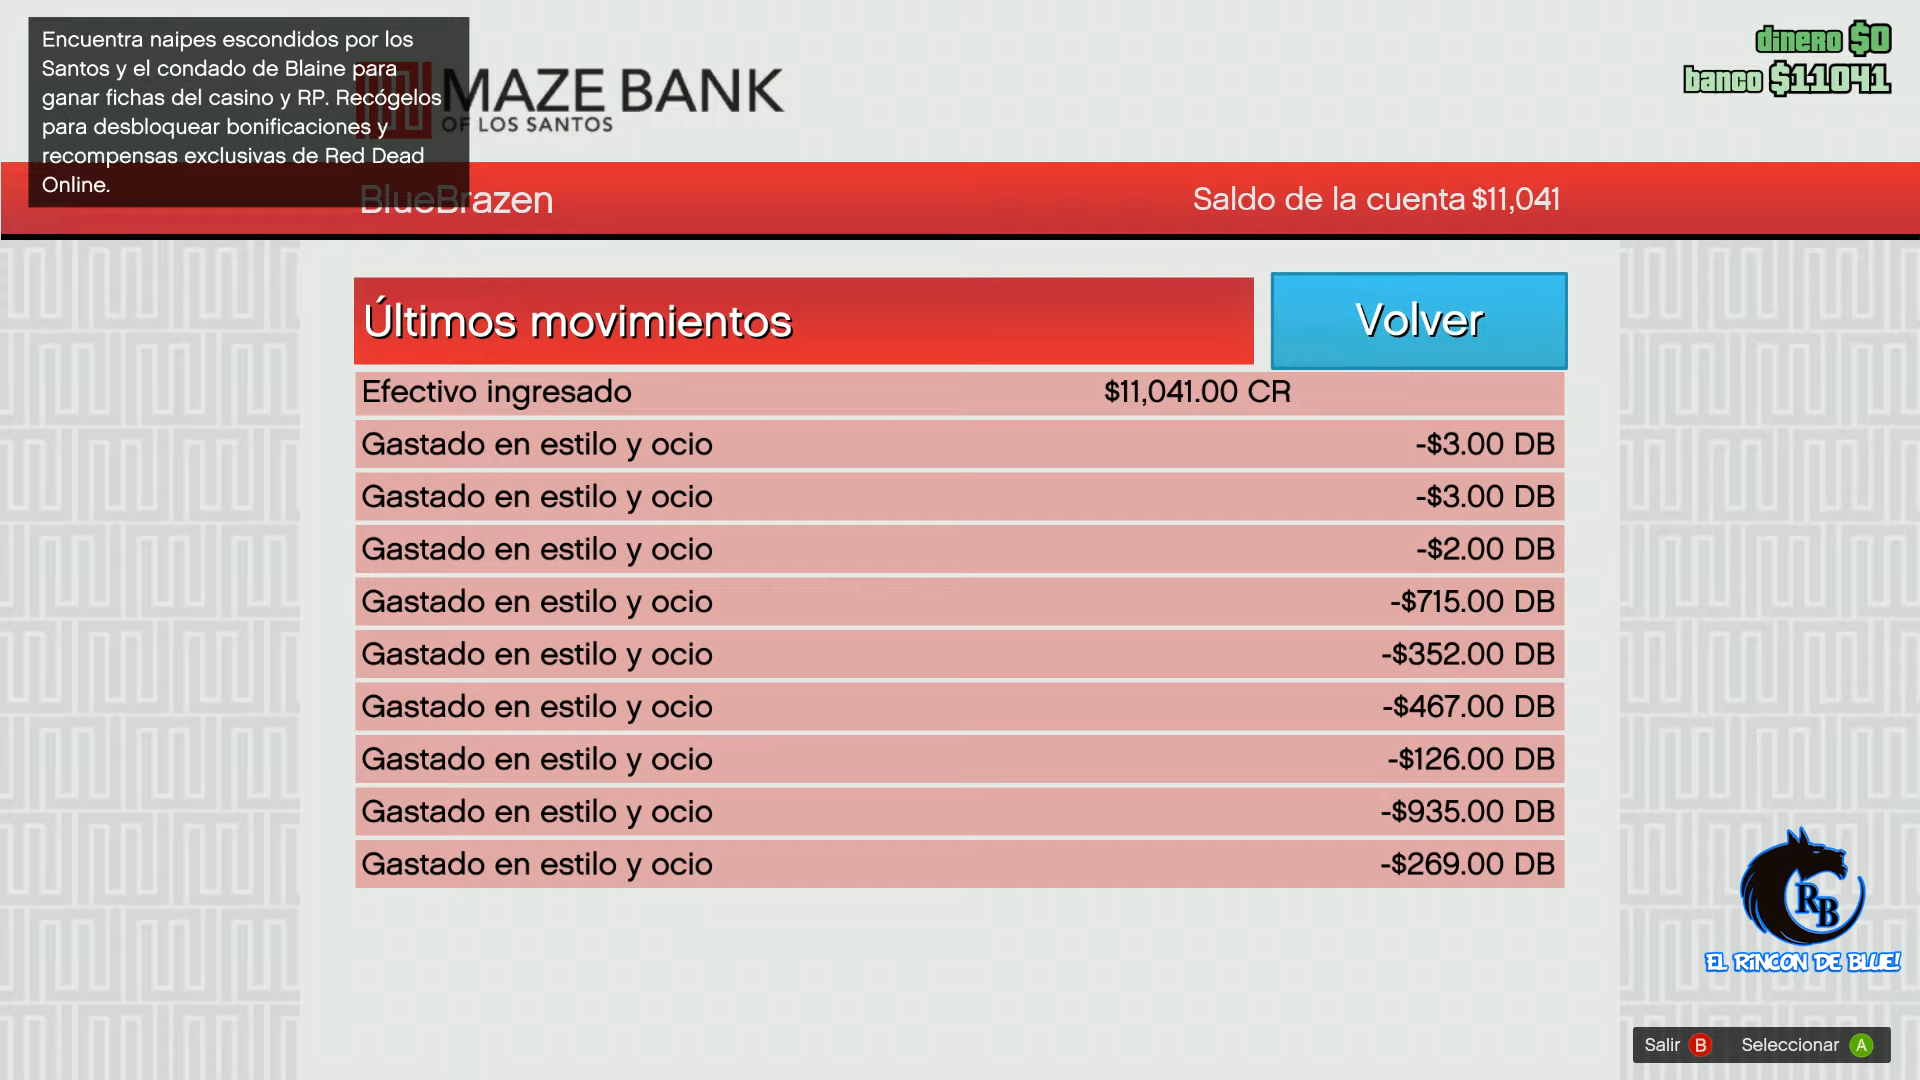 Encuentra naipes escondidos por los
Santos y el condado de Blaine para
ganar fichas del casino y RP. Recógelos
para desbloquear bonificaciones y
recompensas exclusivas de Red Dead
Online.
MAZE BANK
OF LOS SANTOS
dinero $0
banco $11041
BlueBrazen
Saldo de la cuenta $11,041
Últimos movimientos
Volver
Efectivo ingresado $11,041.00 CR
Gastado en estilo y ocio -$3.00 DB
Gastado en estilo y ocio -$3.00 DB
Gastado en estilo y ocio -$2.00 DB
Gastado en estilo y ocio -$715.00 DB
Gastado en estilo y ocio -$352.00 DB
Gastado en estilo y ocio -$467.00 DB
Gastado en estilo y ocio -$126.00 DB
Gastado en estilo y ocio -$935.00 DB
Gastado en estilo y ocio -$269.00 DB
RB
EL RINCON DE BLUE!
Salir B Seleccionar A